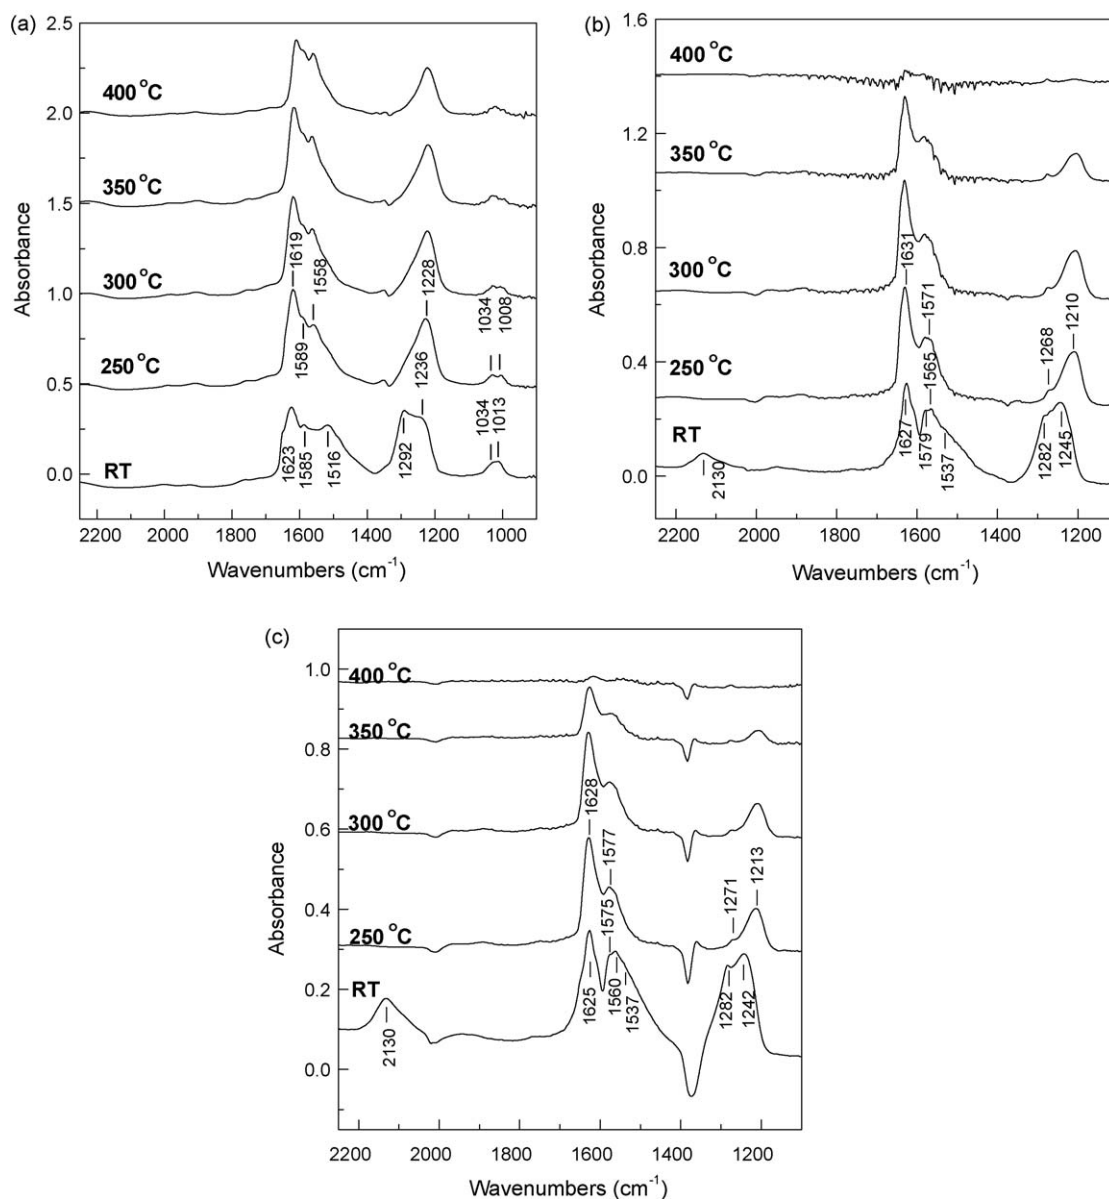 (a)
2.5
2.0
1.5
1.0
0.5
0.0
Absorbance
400 °C
350 °C
300 °C
250 °C
RT
1619
1558
1228
1034
1008
1589
1236
1034
1013
1623
1585
1516
1292
2200 2000 1800 1600 1400 1200 1000
Wavenumbers (cm-1)
(b)
1.6
1.2
0.8
0.4
0.0
Absorbance
400 °C
350 °C
300 °C
250 °C
RT
1631
1571
1565
1268
1210
1627
1579
1537
1282
1245
2130
2200 2000 1800 1600 1400 1200
Waveumbers (cm-1)
(c)
1.0
0.8
0.6
0.4
0.2
0.0
Absorbance
400 °C
350 °C
300 °C
250 °C
RT
1628
1577
1575
1271
1213
1625
1560
1537
1282
1242
2130
2200 2000 1800 1600 1400 1200
Wavenumbers (cm-1)